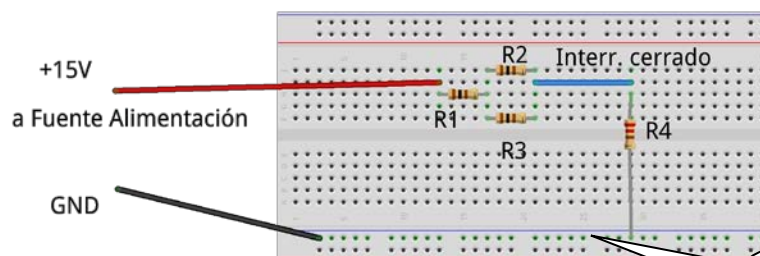 R2
Interr. cerrado
+15V
a Fuente Alimentación
R1
R4
R3
GND